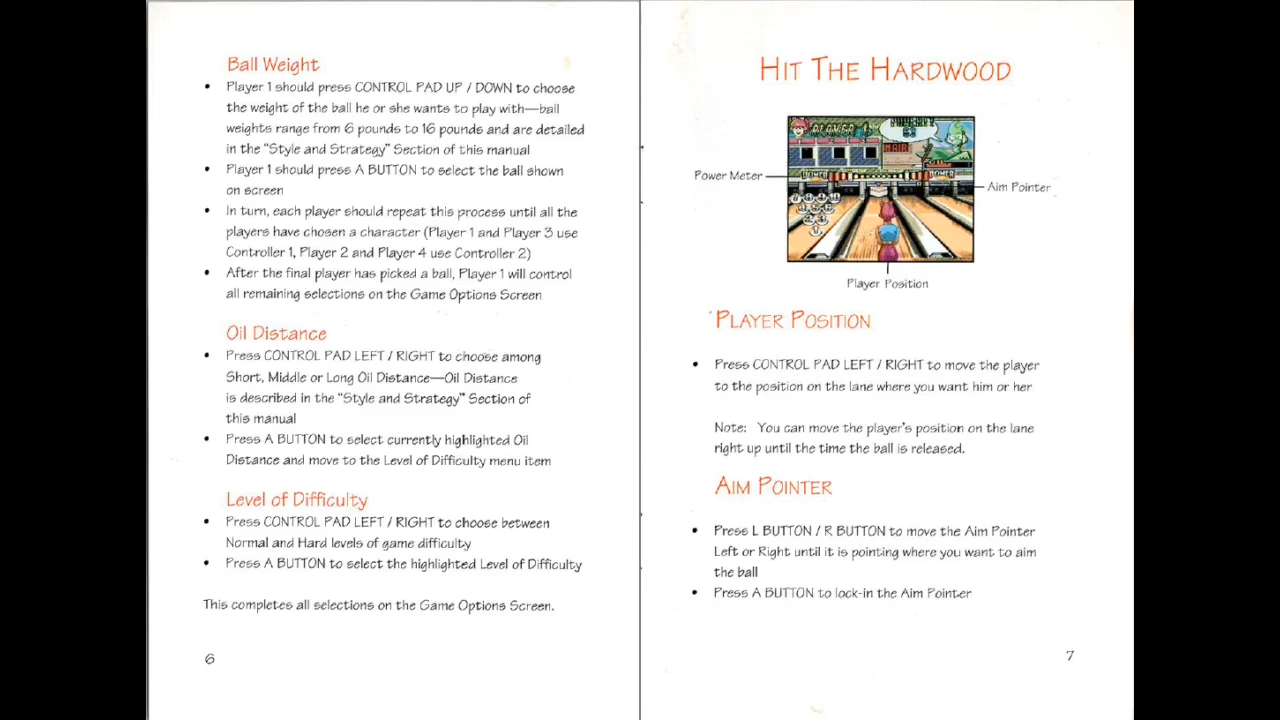 Ball Weight
• Player 1 should press CONTROL PAD UP / DOWN to choose
the weight of the ball he or she wants to play with—ball
weights range from 6 pounds to 16 pounds and are detailed
in the "Style and Strategy" Section of this manual
• Player 1 should press A BUTTON to select the ball shown
on screen
• In turn, each player should repeat this process until all the
players have chosen a character (Player 1 and Player 3 use
Controller 1, Player 2 and Player 4 use Controller 2)
• After the final player has picked a ball, Player 1 will control
all remaining selections on the Game Options Screen
Oil Distance
• Press CONTROL PAD LEFT / RIGHT to choose among
Short, Middle or Long Oil Distance—Oil Distance
is described in the "Style and Strategy" Section of
this manual
• Press A BUTTON to select currently highlighted Oil
Distance and move to the Level of Difficulty menu item
Level of Difficulty
• Press CONTROL PAD LEFT / RIGHT to choose between
Normal and Hard levels of game difficulty
• Press A BUTTON to select the highlighted Level of Difficulty
This completes all selections on the Game Options Screen.
6
HIT THE HARDWOOD
PLAYER 1
POWER
POWER
Power Meter
Aim Pointer
Player Position
PLAYER POSITION
• Press CONTROL PAD LEFT / RIGHT to move the player
to the position on the lane where you want him or her
Note: You can move the player's position on the lane
right up until the time the ball is released.
AIM POINTER
• Press L BUTTON / R BUTTON to move the Aim Pointer
Left or Right until it is pointing where you want to aim
the ball
• Press A BUTTON to lock-in the Aim Pointer
7